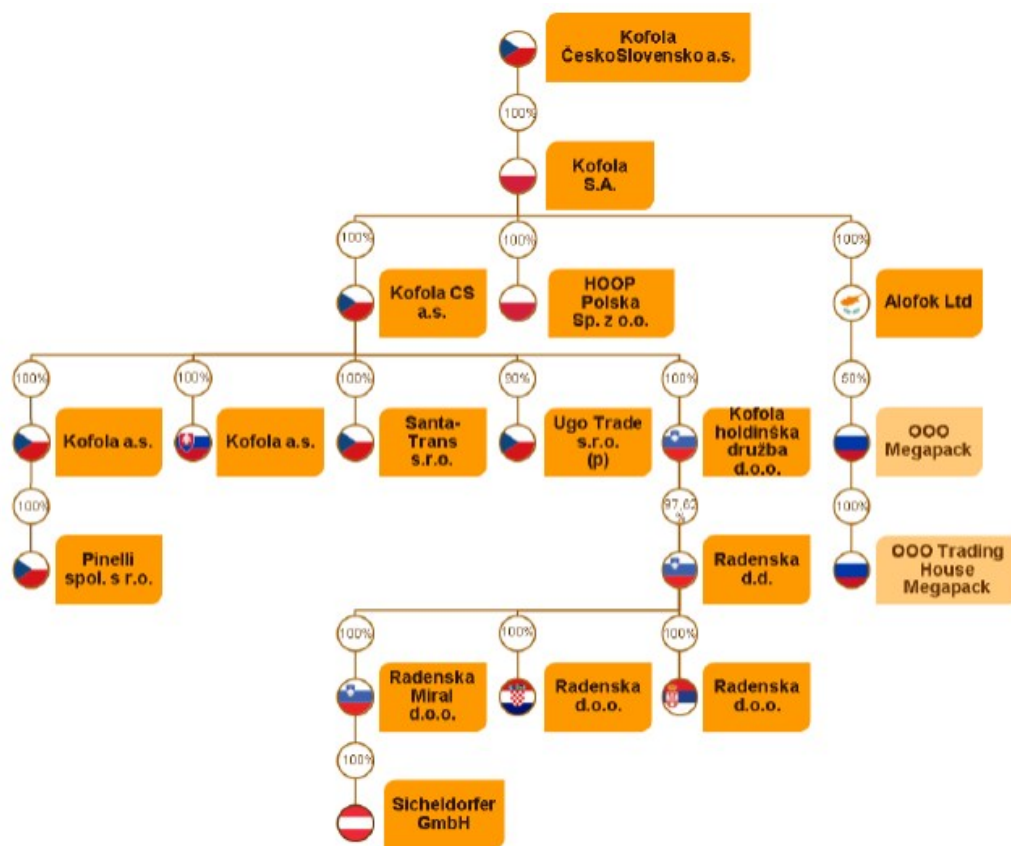 Kofola
ČeskoSlovensko a.s.
100%
Kofola
S.A.
100%
100%
100%
Kofola CS
a.s.
HOOP
Polska
Sp. z o.o.
Alofok Ltd
100%
100%
100%
90%
100%
50%
Kofola a.s.
Kofola a.s.
Santa-
Trans
s.r.o.
Ugo Trade
s.r.o.
(p)
Kofola
holdinška
družba
d.o.o.
OOO
Megapack
100%
97,62
%
100%
Pinelli
spol. s r.o.
Radenska
d.d.
OOO Trading
House
Megapack
100%
100%
100%
Radenska
Miral
d.o.o.
Radenska
d.o.o.
Radenska
d.o.o.
100%
Sicheldorfer
GmbH